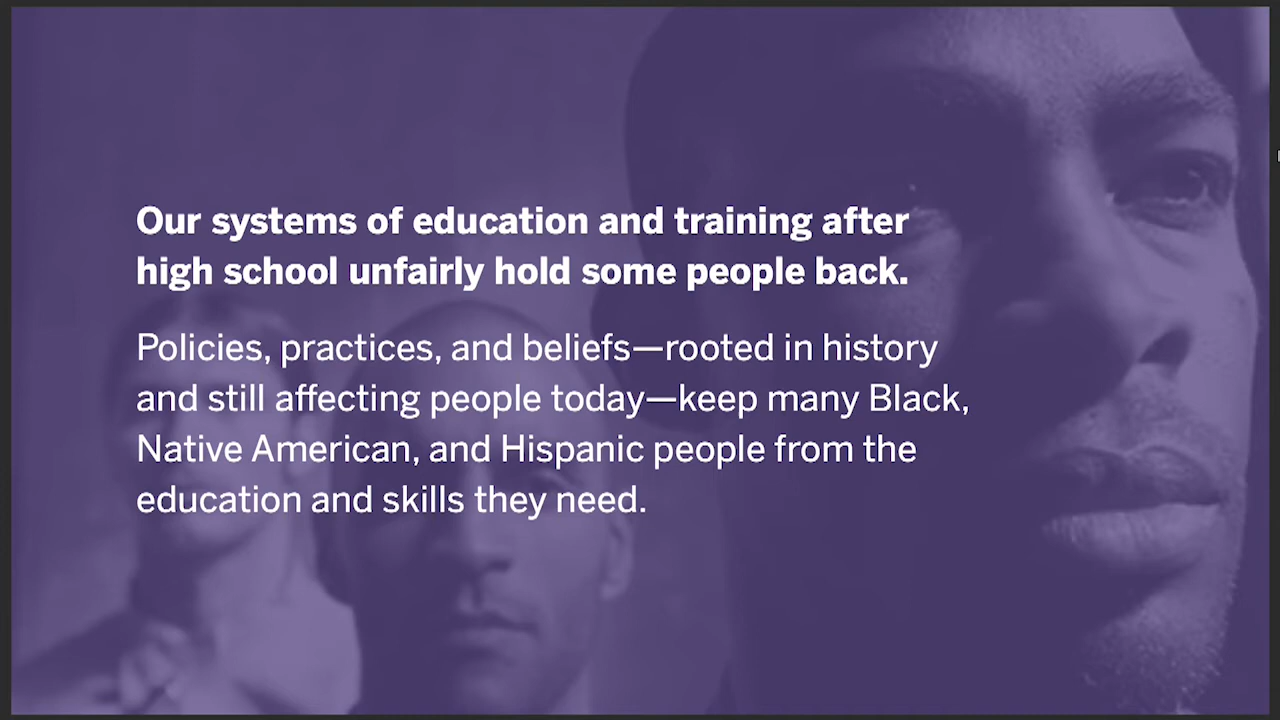 Our systems of education and training after
high school unfairly hold some people back.
Policies, practices, and beliefs—rooted in history
and still affecting people today—keep many Black,
Native American, and Hispanic people from the
education and skills they need.